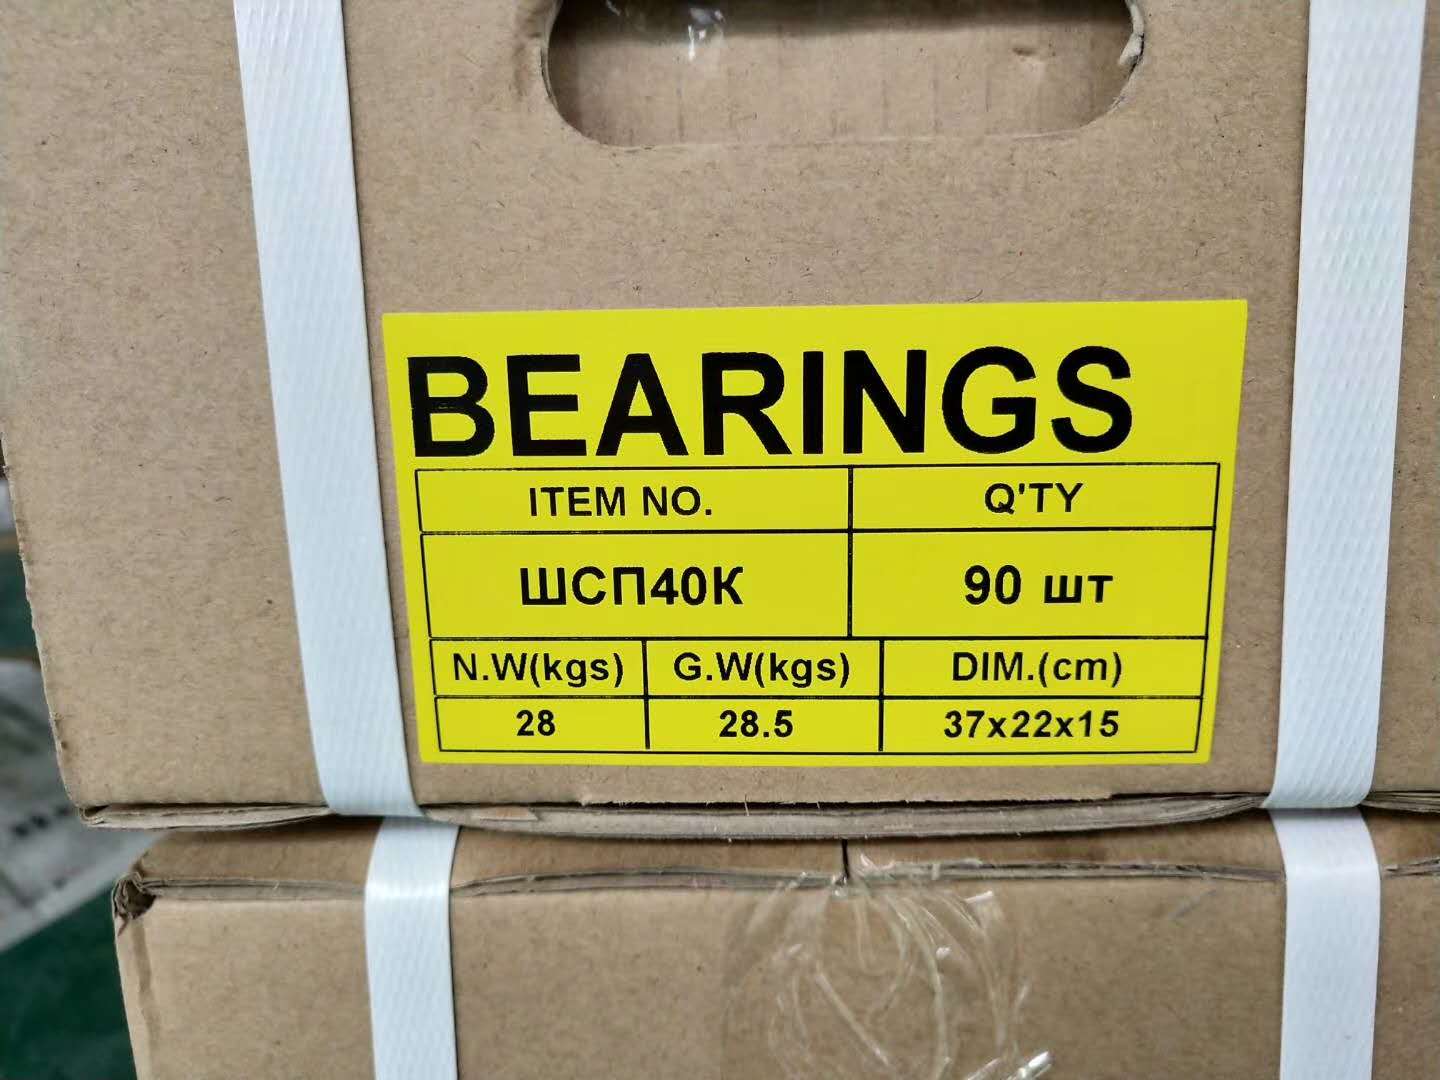 BEARINGS
ITEM NO. Q'TY
ШСП40К 90 шт
N.W(kgs) G.W(kgs) DIM.(cm)
28 28.5 37x22x15